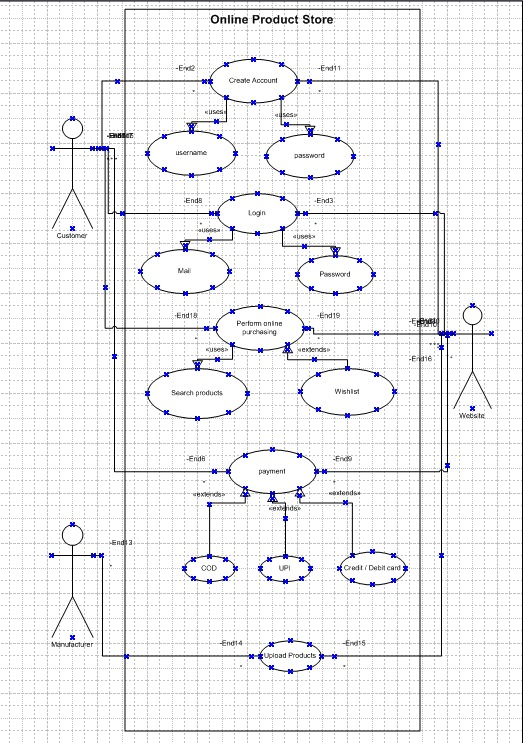 Online Product Store
-End2
-End11
Create Account
*
*
«uses»
«uses»
username
password
Customer
-End8
-End3
Login
*
*
«uses»
«uses»
Mail
Password
-End18
-End19
Perform online
purchasing
*
*
«uses»
«extends»
-End16
Search products
Wishlist
Website
-End6
-End9
payment
*
*
«extends»
«extends»
«extends»
-End13
*
COD
UPI
Credit / Debit card
Manufacturer
-End14
-End15
Upload Products
*
*